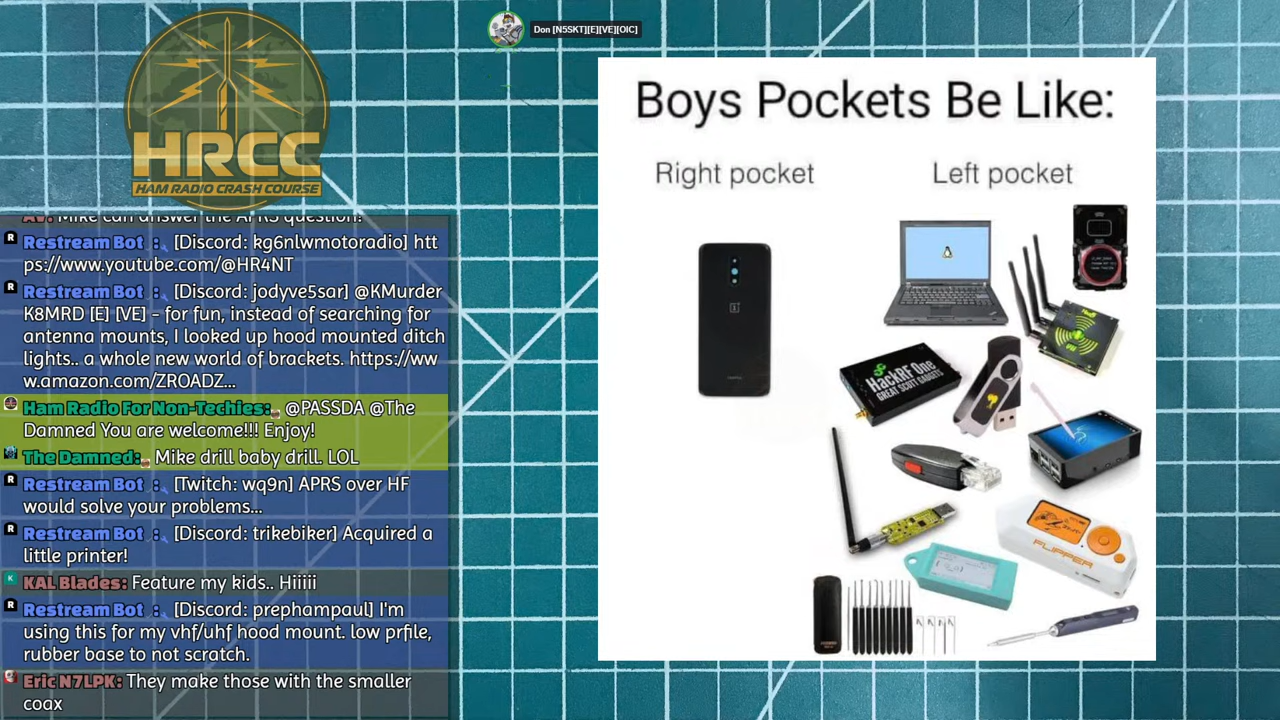 HRCC
HAM RADIO CRASH COURSE
Don [N5SKT][E][VE][OIC]
AV: Mike can answer the APRS question!
Restream Bot : [Discord: kg6nlwmotoradio] htt
ps://www.youtube.com/@HR4NT
Restream Bot : [Discord: jodyve5sar] @KMurder
K8MRD [E] [VE] - for fun, instead of searching for
antenna mounts, I looked up hood mounted ditch
lights.. a whole new world of brackets. https://ww
w.amazon.com/ZROADZ...
Ham Radio For Non-Techies: @PASSDA @The
Damned You are welcome!!! Enjoy!
The Damned: Mike drill baby drill. LOL
Restream Bot : [Twitch: wq9n] APRS over HF
would solve your problems...
Restream Bot : [Discord: trikebiker] Acquired a
little printer!
KAL Blades: Feature my kids.. Hiiiii
Restream Bot : [Discord: prephampaul] I'm
using this for my vhf/uhf hood mount. low prfile,
rubber base to not scratch.
Eric N7LPK: They make those with the smaller
coax
Boys Pockets Be Like:
Right pocket
Left pocket
HackRF One
GREAT SCOTT GADGETS
FLIPPER